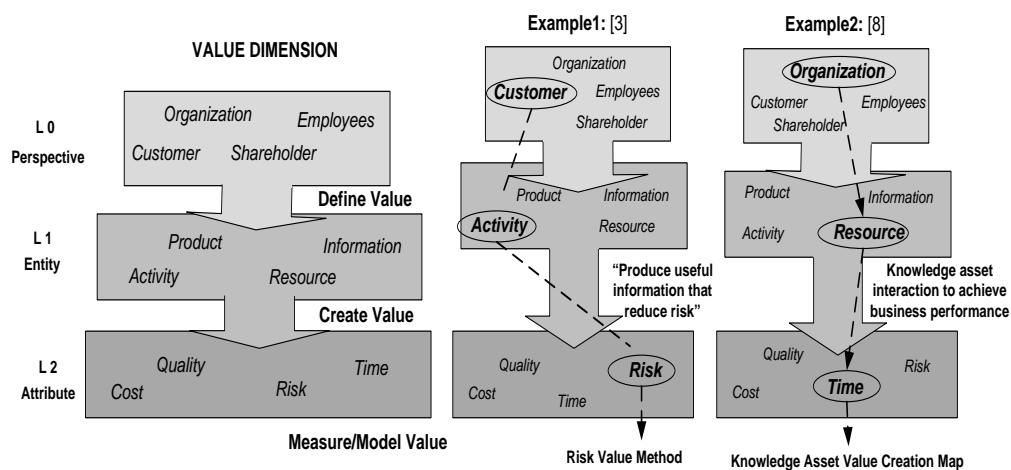 VALUE DIMENSION
L 0
Perspective
Organization
Employees
Customer
Shareholder
Define Value
L 1
Entity
Product
Information
Activity
Resource
Create Value
L 2
Attribute
Quality
Time
Cost
Risk
Measure/Model Value
Example1: [3]
Organization
Customer
Employees
Shareholder
Product
Information
Activity
Resource
“Produce useful
information that
reduce risk”
Quality
Risk
Cost
Time
Risk Value Method
Example2: [8]
Organization
Customer
Employees
Shareholder
Product
Information
Activity
Resource
Knowledge asset
interaction to achieve
business performance
Quality
Risk
Cost
Time
Knowledge Asset Value Creation Map